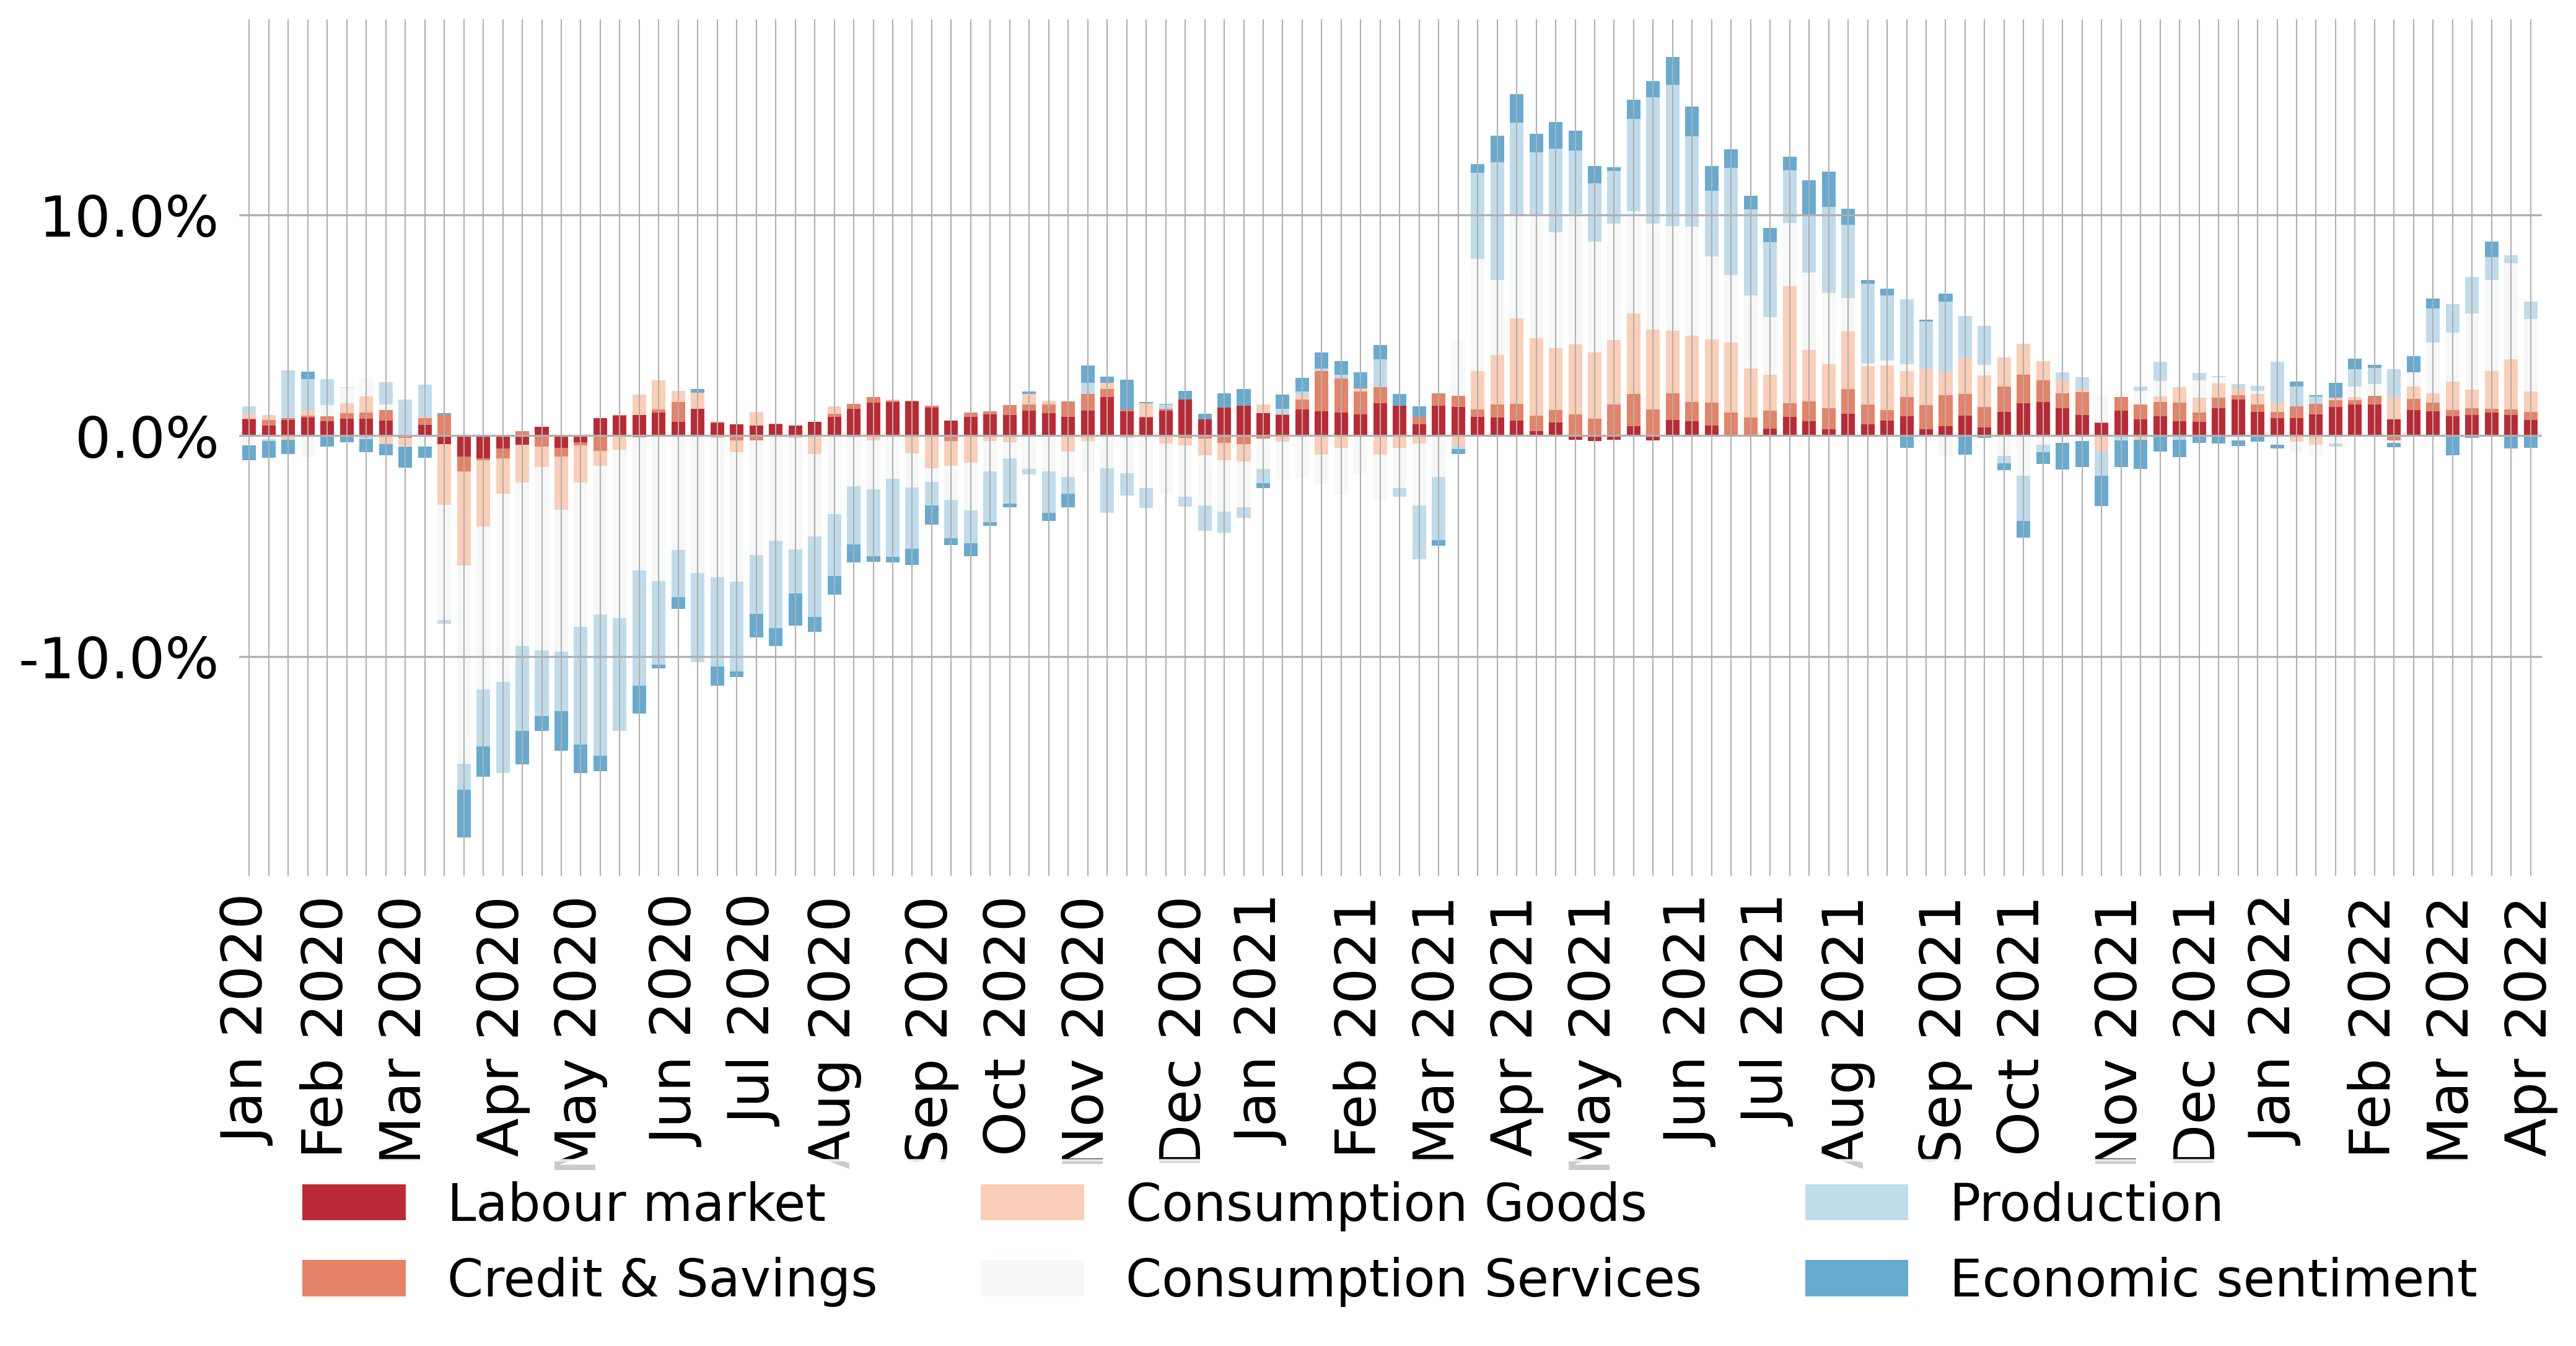 10.0%
0.0%
-10.0%
Jan 2020
Feb 2020
Mar 2020
Apr 2020
May 2020
Jun 2020
Jul 2020
Aug 2020
Sep 2020
Oct 2020
Nov 2020
Dec 2020
Jan 2021
Feb 2021
Mar 2021
Apr 2021
May 2021
Jun 2021
Jul 2021
Aug 2021
Sep 2021
Oct 2021
Nov 2021
Dec 2021
Jan 2022
Feb 2022
Mar 2022
Apr 2022
Labour market
Credit & Savings
Consumption Goods
Consumption Services
Production
Economic sentiment